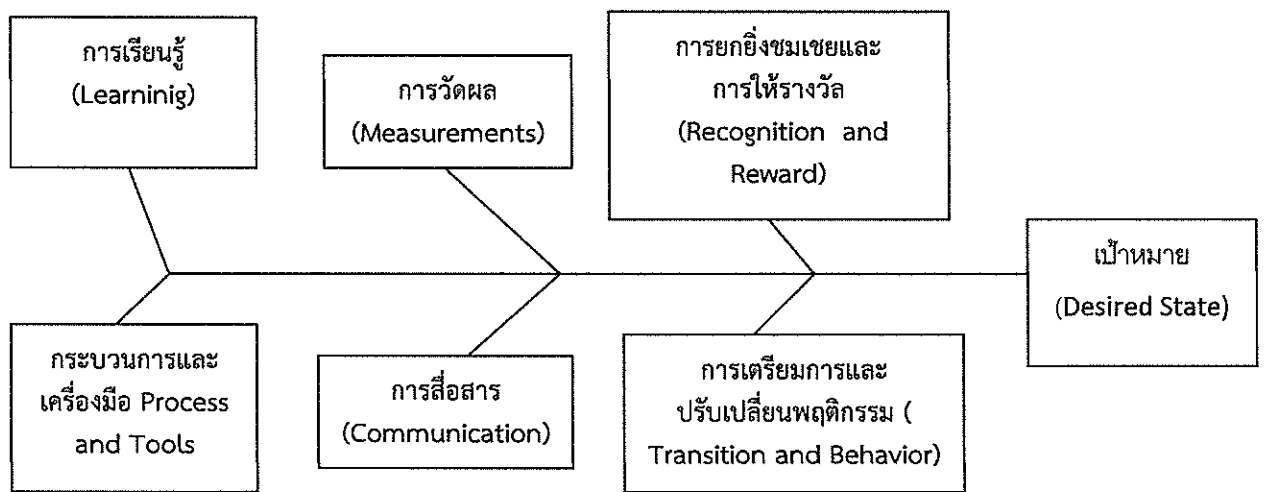 การเรียนรู้
(Learninig)
การวัดผล
(Measurements)
การยกยิ่งชมเชยและ
การให้รางวัล
(Recognition and
Reward)
เป้าหมาย
(Desired State)
กระบวนการและ
เครื่องมือ Process
and Tools
การสื่อสาร
(Communication)
การเตรียมการและ
ปรับเปลี่ยนพฤติกรรม (
Transition and Behavior)